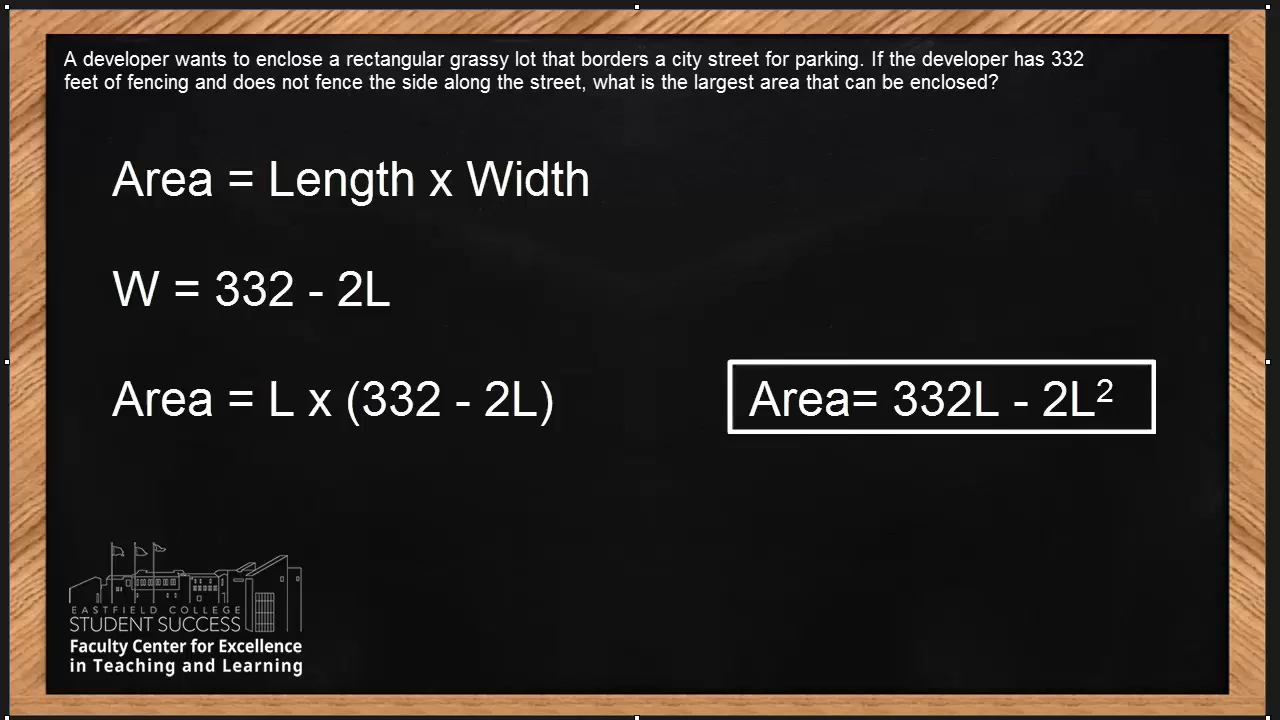 A developer wants to enclose a rectangular grassy lot that borders a city street for parking. If the developer has 332
feet of fencing and does not fence the side along the street, what is the largest area that can be enclosed?
Area = Length x Width
W = 332 - 2L
Area = L x (332 - 2L)
Area= 332L - 2L²
EASTFIELD COLLEGE
STUDENT SUCCESS
Faculty Center for Excellence
in Teaching and Learning